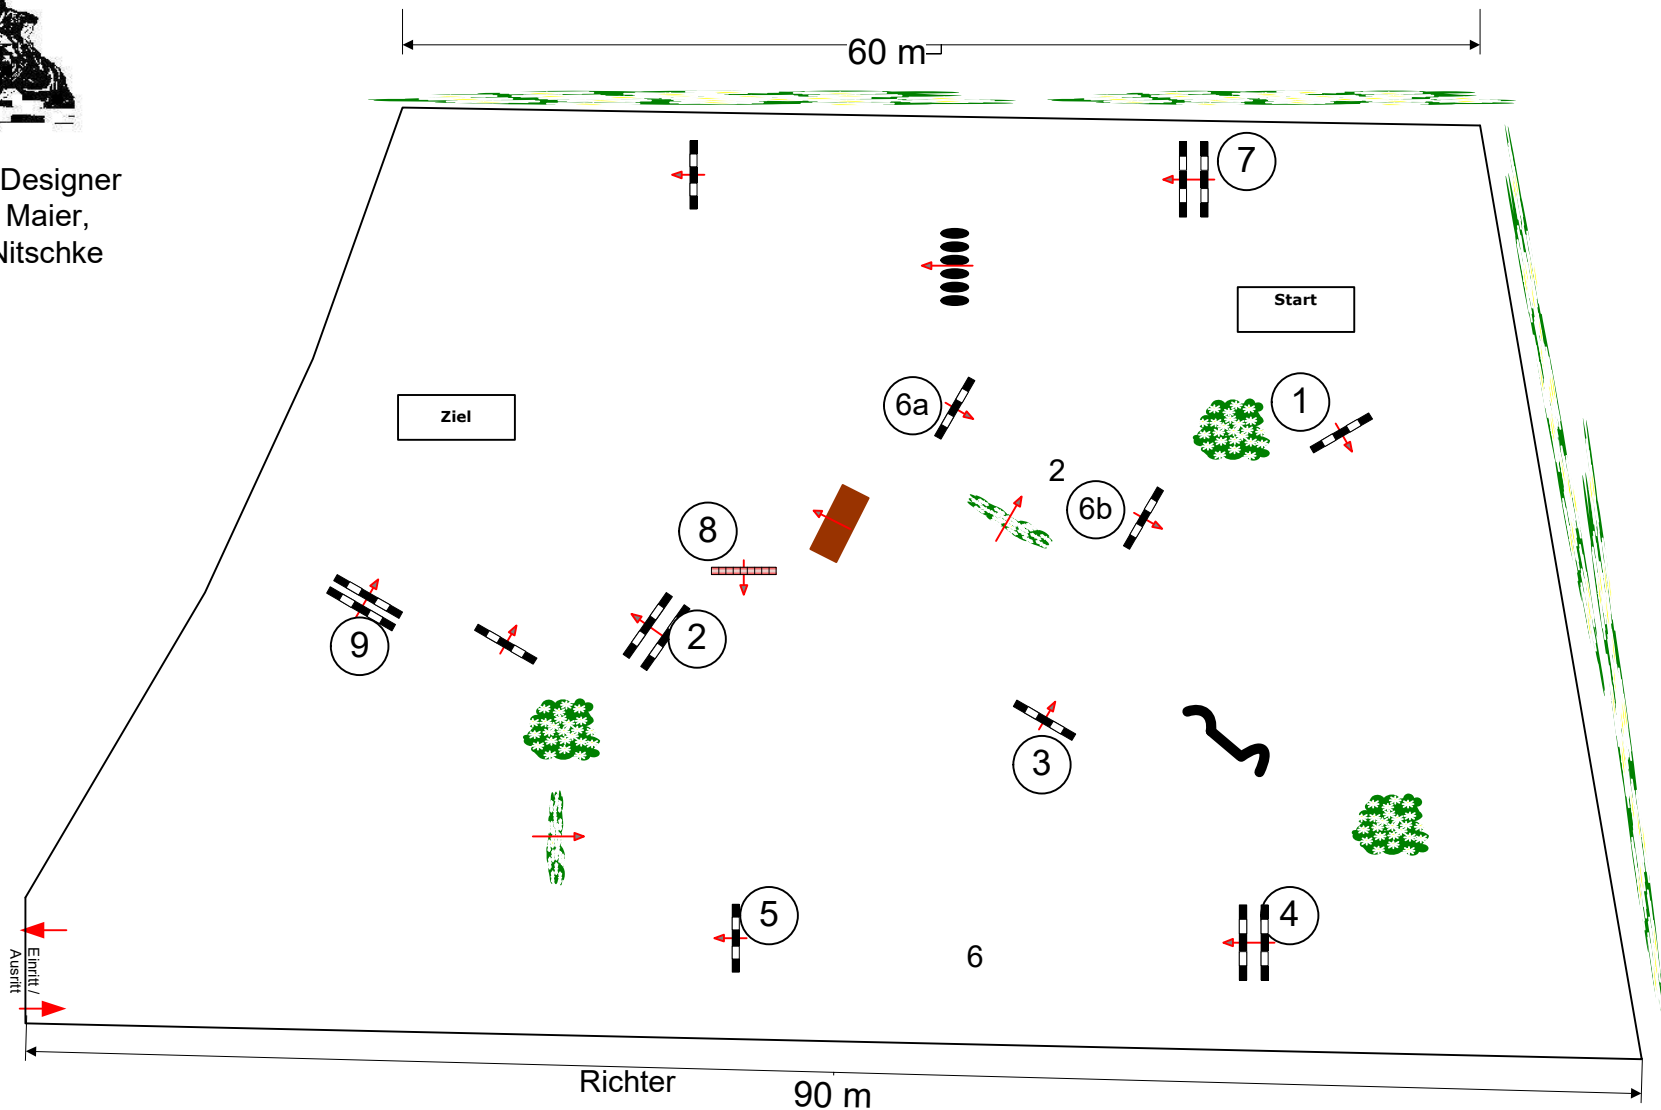 60 m
Designer
Maier,
Nitschke
7
Start
6a
1
2
6b
Ziel
8
9
2
3
5
4
6
Einritt /
Ausritt
Richter
90 m